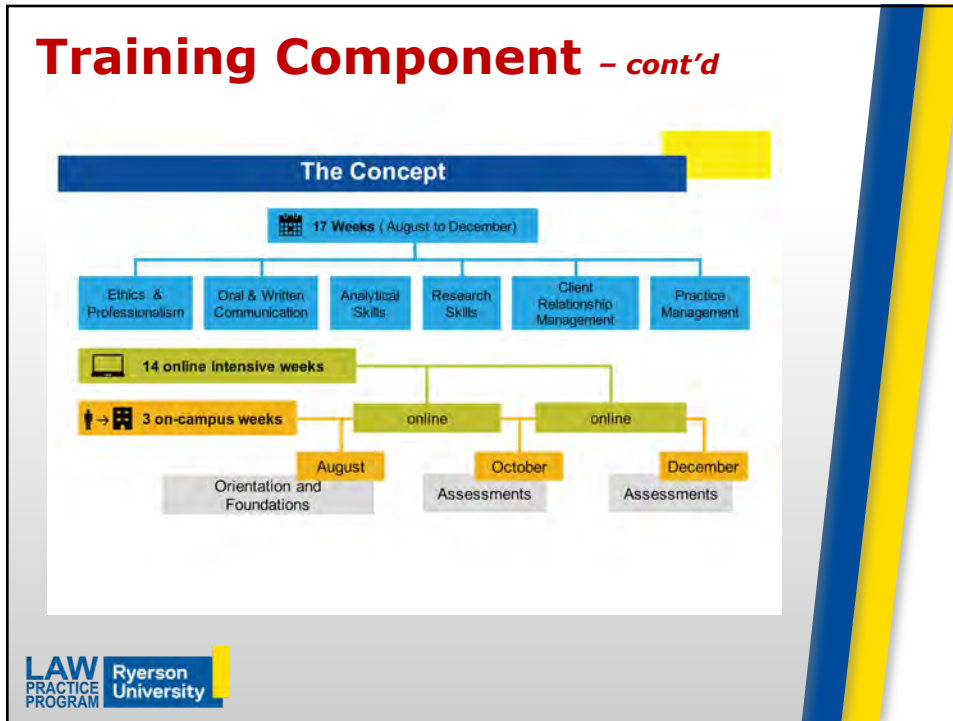 Training Component – cont’d
The Concept
17 Weeks ( August to December)
Ethics &
Professionalism
Oral & Written
Communication
Analytical
Skills
Research
Skills
Client
Relationship
Management
Practice
Management
14 online intensive weeks
3 on-campus weeks
online
online
August
October
December
Orientation and
Foundations
Assessments
Assessments
LAW
PRACTICE
PROGRAM
Ryerson
University